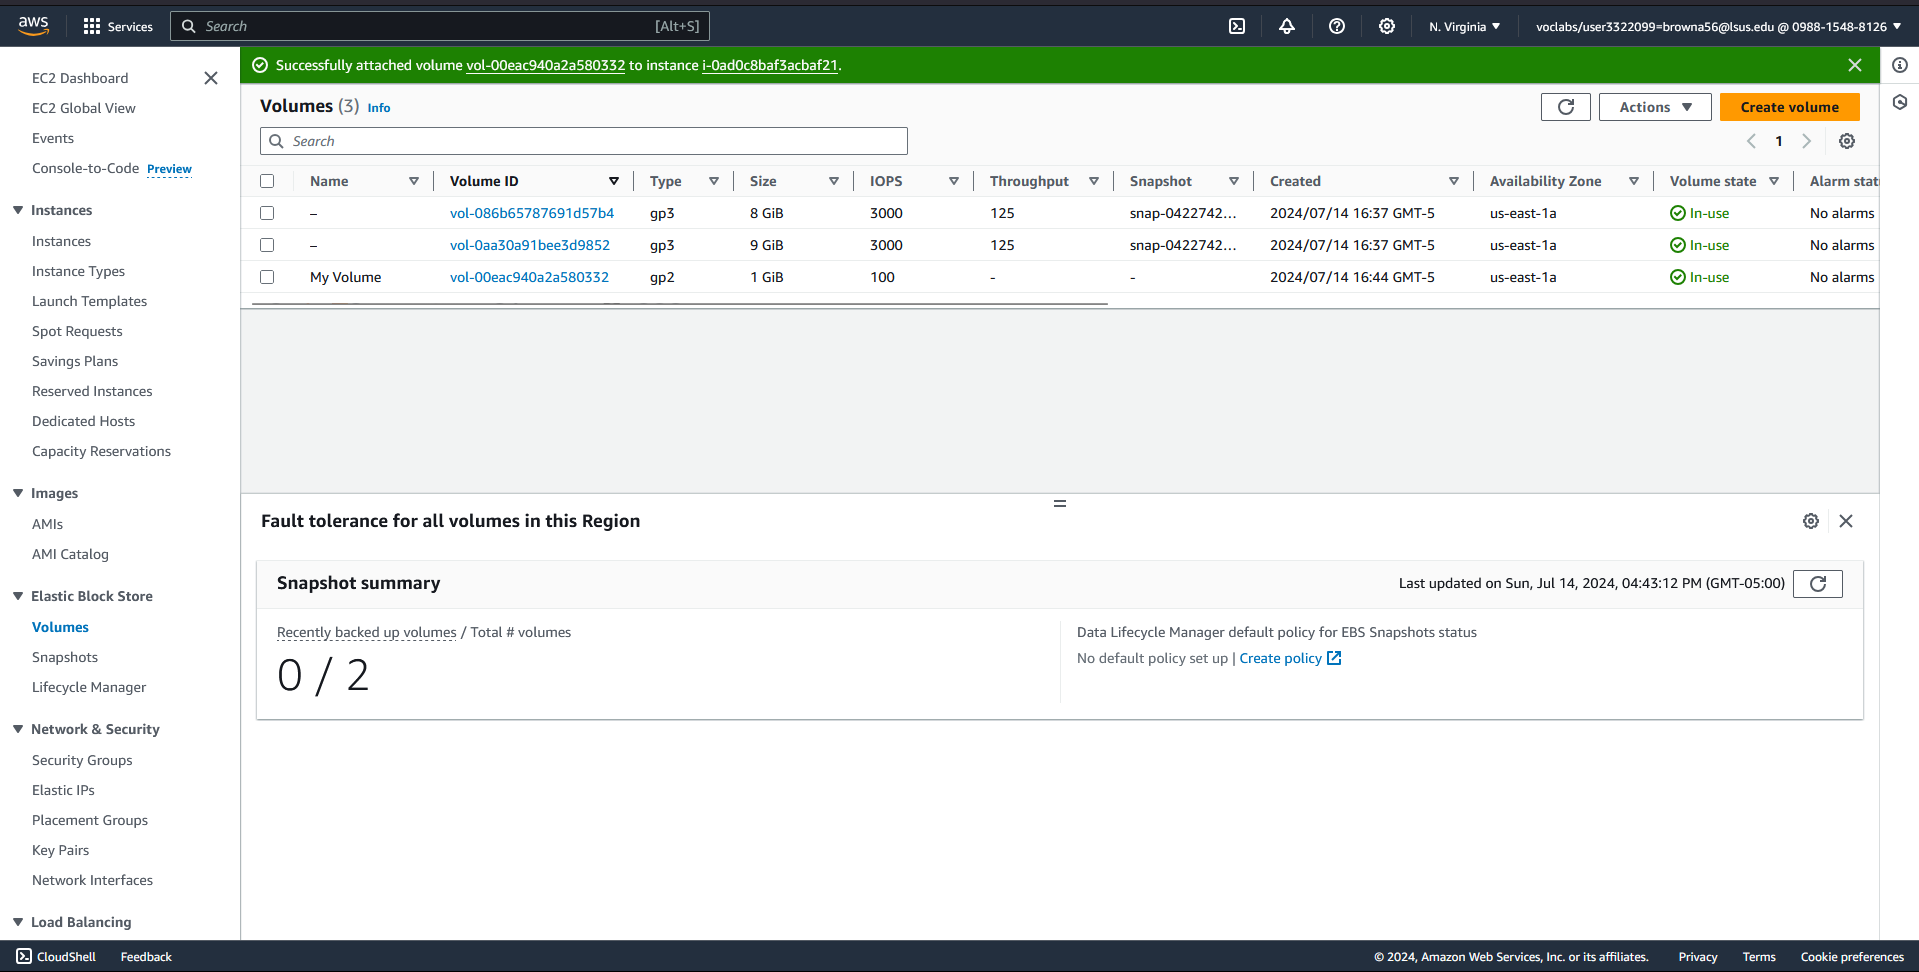 aws Services Search [Alt+S] N. Virginia voclabs/user3322099=browna56@lsus.edu @ 0988-1548-8126
EC2 Dashboard
EC2 Global View
Events
Console-to-Code Preview
Instances
Instances
Instance Types
Launch Templates
Spot Requests
Savings Plans
Reserved Instances
Dedicated Hosts
Capacity Reservations
Images
AMIs
AMI Catalog
Elastic Block Store
Volumes
Snapshots
Lifecycle Manager
Network & Security
Security Groups
Elastic IPs
Placement Groups
Key Pairs
Network Interfaces
Load Balancing
Successfully attached volume vol-00eac940a2a580332 to instance i-0ad0c8baf3acbaf21.
Volumes (3) Info
Actions Create volume
Search
1
Name Volume ID Type Size IOPS Throughput Snapshot Created Availability Zone Volume state Alarm stat
– vol-086b65787691d57b4 gp3 8 GiB 3000 125 snap-0422742... 2024/07/14 16:37 GMT-5 us-east-1a In-use No alarms
– vol-0aa30a91bee3d9852 gp3 9 GiB 3000 125 snap-0422742... 2024/07/14 16:37 GMT-5 us-east-1a In-use No alarms
My Volume vol-00eac940a2a580332 gp2 1 GiB 100 - - 2024/07/14 16:44 GMT-5 us-east-1a In-use No alarms
Fault tolerance for all volumes in this Region
Snapshot summary
Last updated on Sun, Jul 14, 2024, 04:43:12 PM (GMT-05:00)
Recently backed up volumes / Total # volumes
0 / 2
Data Lifecycle Manager default policy for EBS Snapshots status
No default policy set up | Create policy
CloudShell Feedback © 2024, Amazon Web Services, Inc. or its affiliates. Privacy Terms Cookie preferences